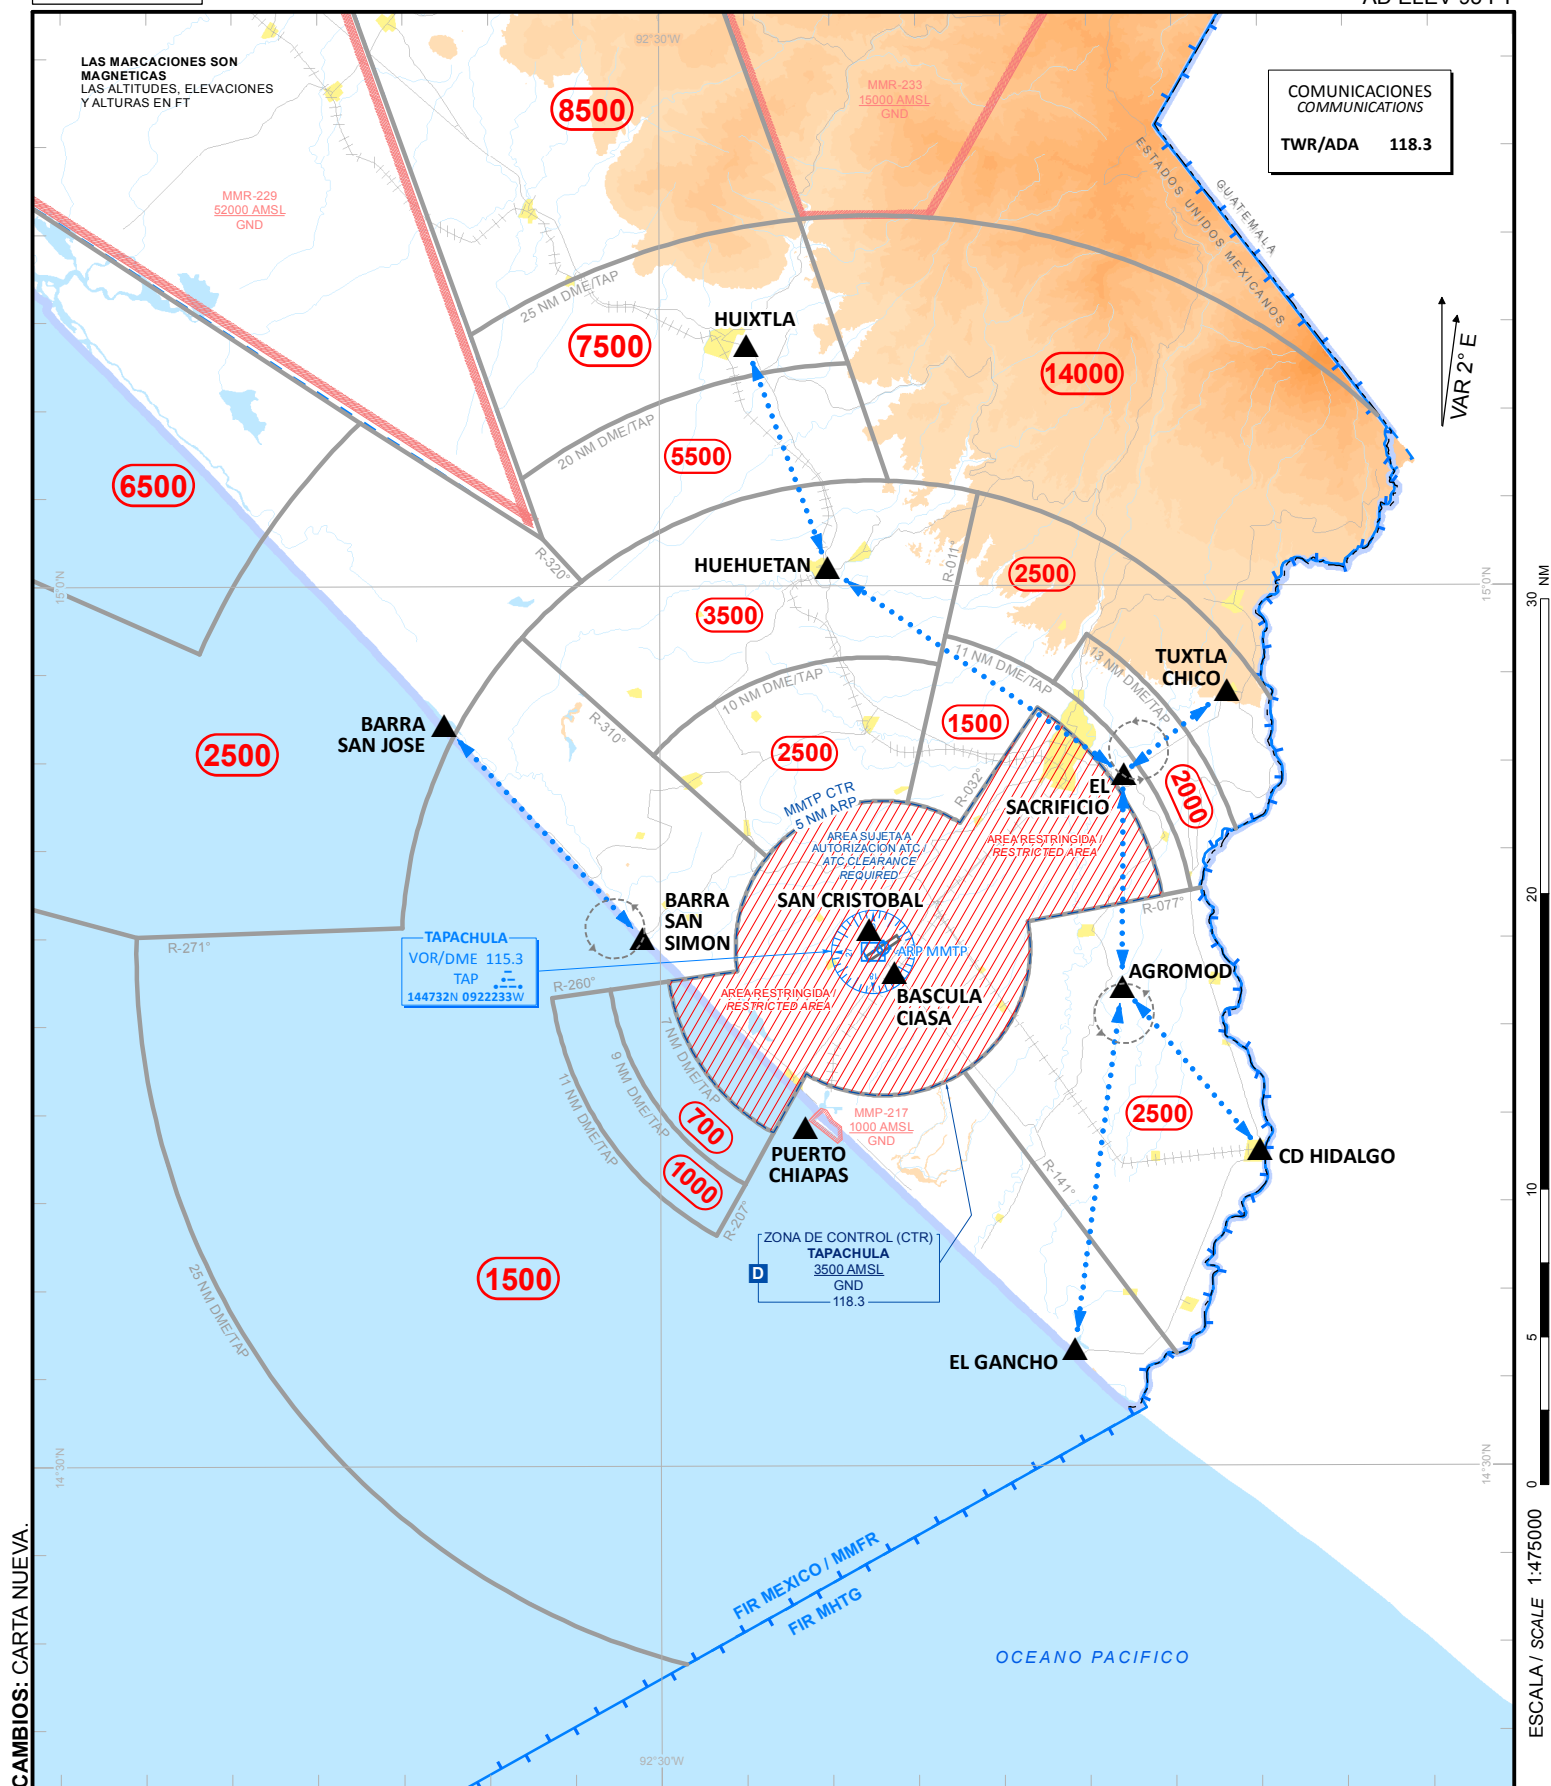 92°30'W
LAS MARCACIONES SON
MAGNETICAS
LAS ALTITUDES, ELEVACIONES
Y ALTURAS EN FT
8500
MMR-233
15000 AMSL
GND
COMUNICACIONES
COMMUNICATIONS
TWR/ADA 118.3
MMR-229
52000 AMSL
GND
GUATEMALA
ESTADOS UNIDOS MEXICANOS
25 NM DME/TAP
HUIXTLA
7500
14000
VAR 2° E
20 NM DME/TAP
5500
6500
R-320°
HUEHUETAN
R-011°
2500
15°0'N
15°0'N
3500
11 NM DME/TAP
13 NM DME/TAP
TUXTLA
CHICO
10 NM DME/TAP
R-310°
BARRA
SAN JOSE
2500
2500
1500
R-032°
MMTP CTR
5 NM ARP
EL
SACRIFICIO
2000
AREA SUJETA A
AUTORIZACIÓN ATC /
ATC CLEARANCE
REQUIRED
AREA RESTRINGIDA /
RESTRICTED AREA
SAN CRISTOBAL
BARRA
SAN
SIMON
R-077°
R-271°
TAPACHULA
VOR/DME 115.3
TAP
144732N 0922233W
ARP MMTP
AGROMOD
R-260°
AREA RESTRINGIDA /
RESTRICTED AREA
BASCULA
CIASA
7 NM DME/TAP
9 NM DME/TAP
11 NM DME/TAP
700
1000
MMP-217
1000 AMSL
GND
2500
PUERTO
CHIAPAS
CD HIDALGO
R-141°
R-207°
ZONA DE CONTROL (CTR)
TAPACHULA
3500 AMSL
GND
118.3
D
1500
25 NM DME/TAP
EL GANCHO
14°30'N
14°30'N
FIR MEXICO / MMFR
FIR MHTG
OCEANO PACIFICO
92°30'W
NM
30
20
10
5
0
ESCALA / SCALE 1:475000
CAMBIOS: CARTA NUEVA.